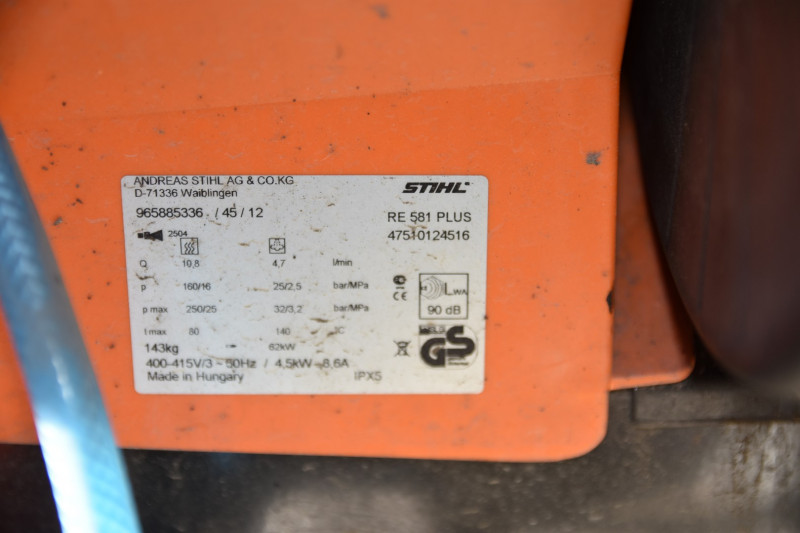 ANDREAS STIHL AG & CO.KG
D-71336 Waiblingen
STIHL
965885336 / 45 / 12
RE 581 PLUS
2504
47510124516
Q 10,8 4,7 l/min
p 160/16 25/2,5 bar/MPa
p max 250/25 32/3,2 bar/MPa
t max 80 140 °C
CE
LWA
90 dB
143kg - 62kW
GS
400-415V/3 ~ 50Hz / 4,5kW 8,6A
Made in Hungary IPX5